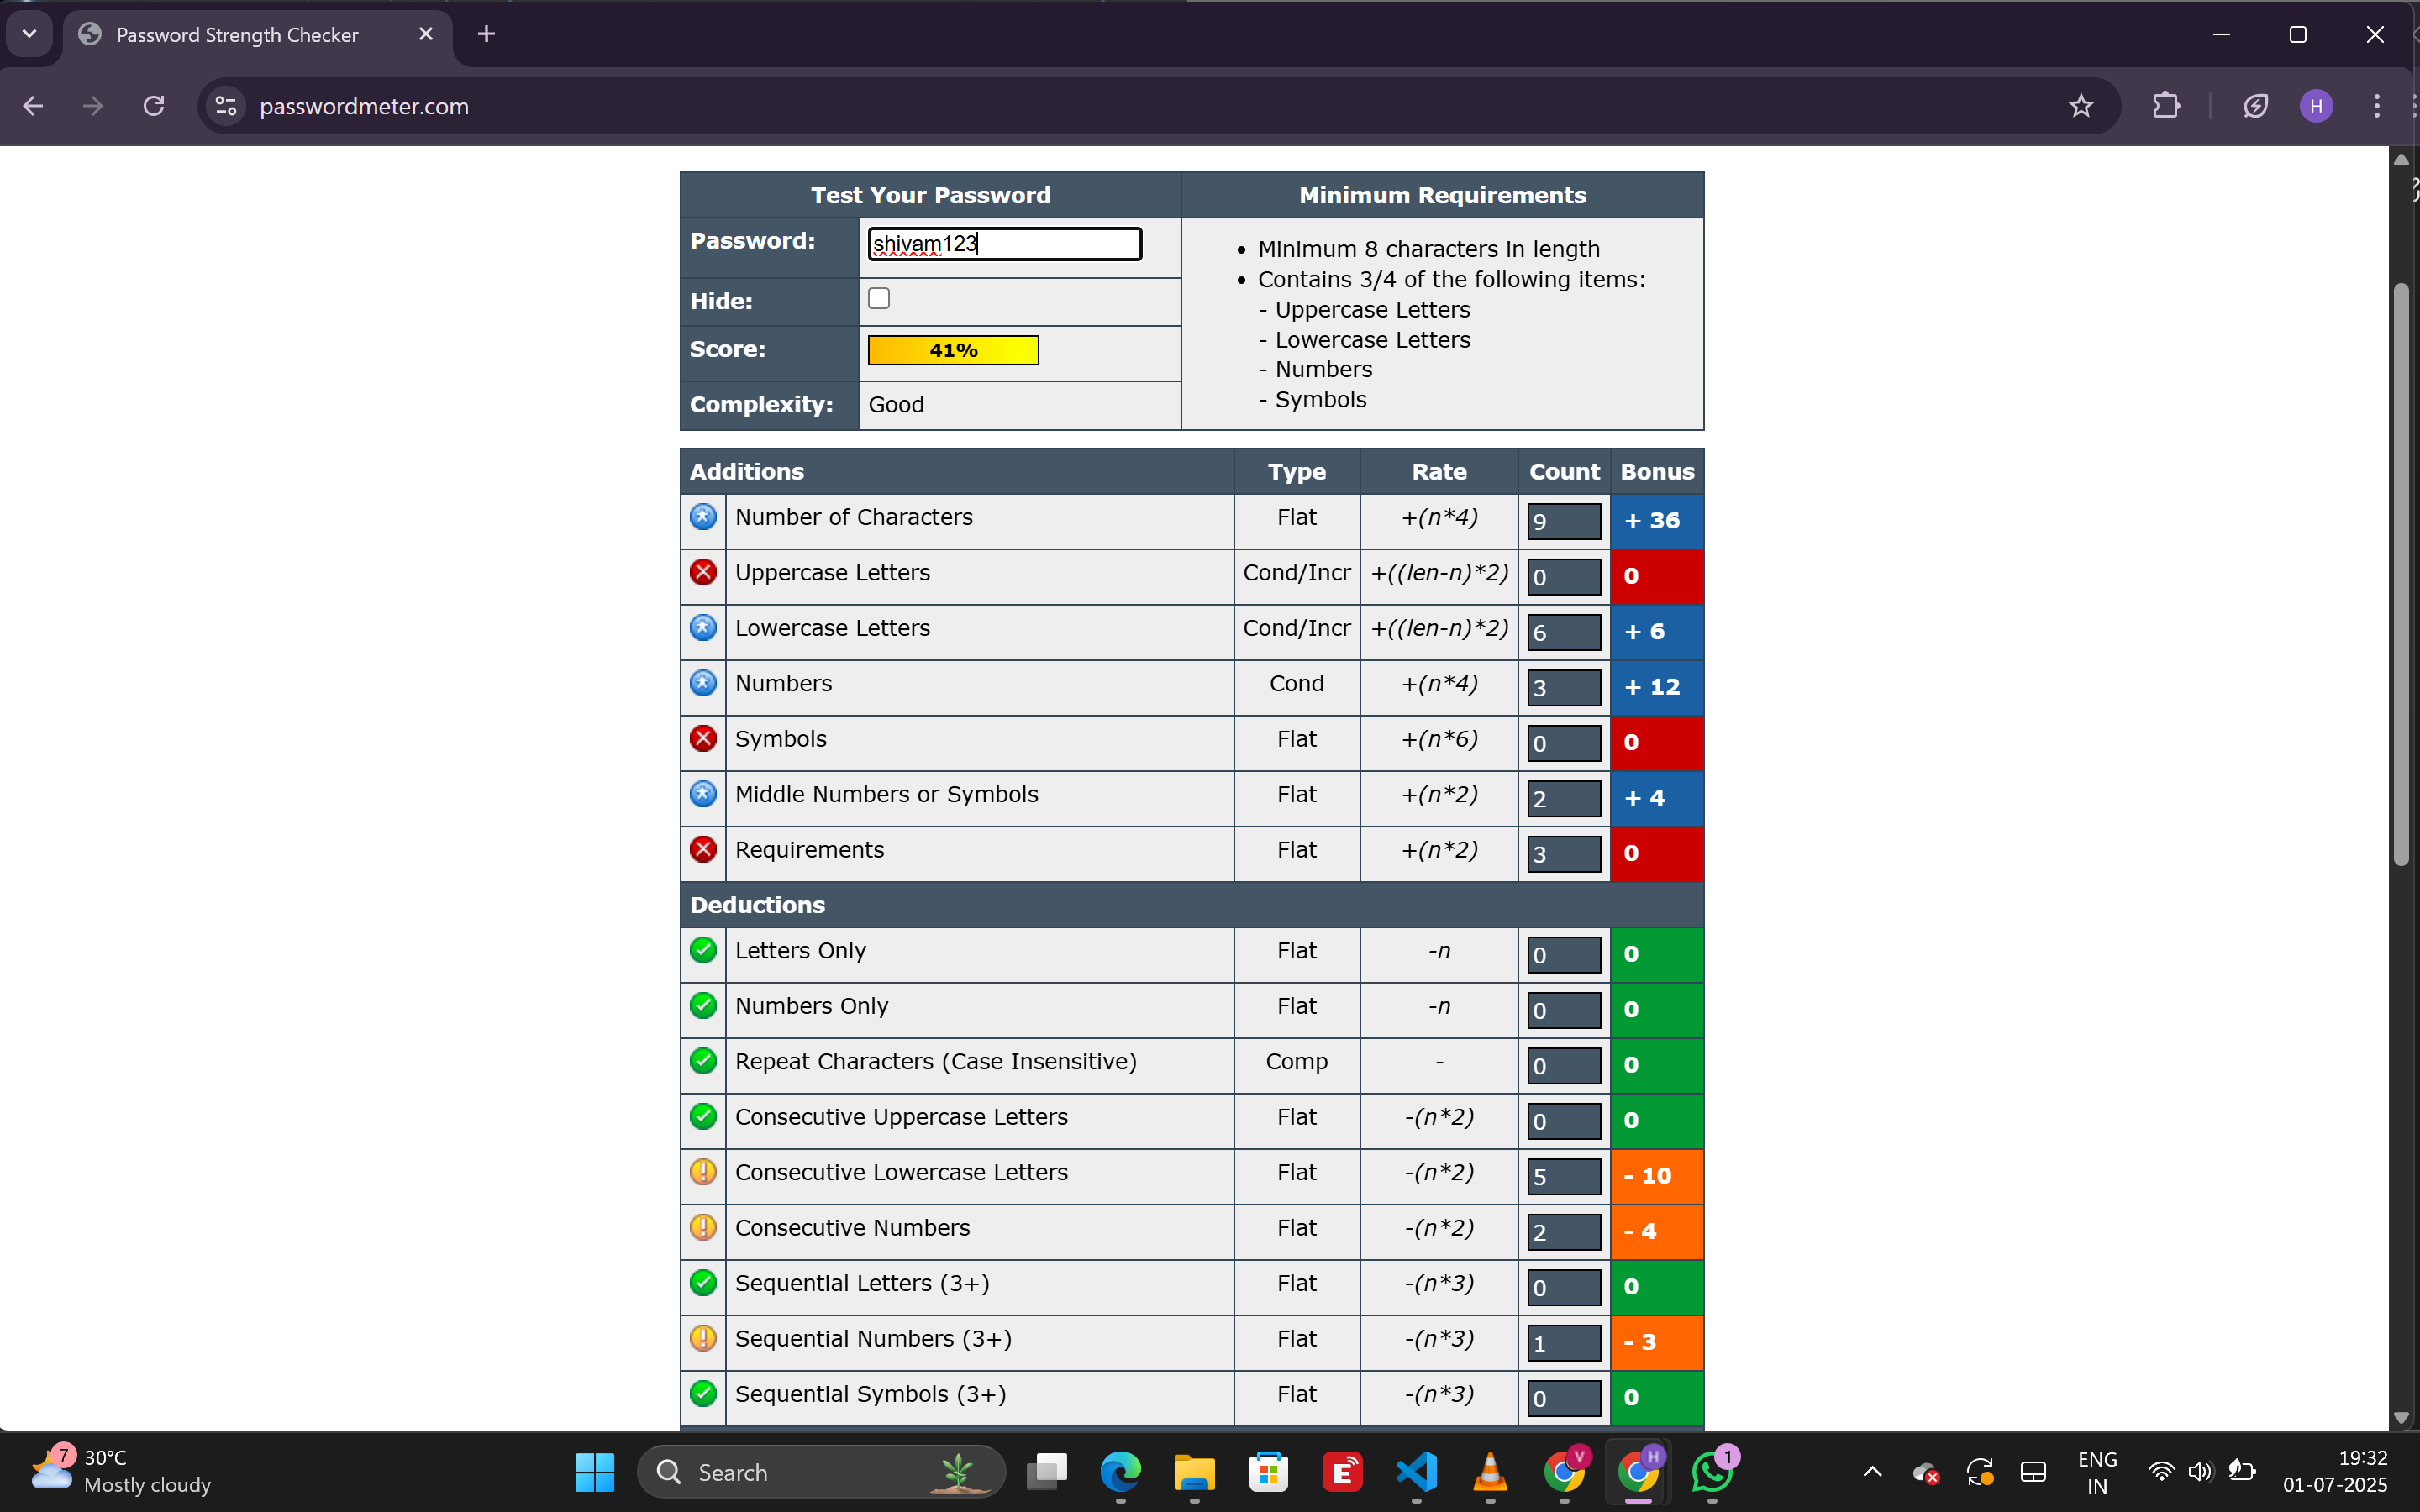 Password Strength Checker
passwordmeter.com
H
Test Your Password Minimum Requirements
Password: shivam123
Hide:
Score: 41%
Complexity: Good
• Minimum 8 characters in length
• Contains 3/4 of the following items:
- Uppercase Letters
- Lowercase Letters
- Numbers
- Symbols
Additions Type Rate Count Bonus
Number of Characters Flat +(n*4) 9 + 36
Uppercase Letters Cond/Incr +((len-n)*2) 0 0
Lowercase Letters Cond/Incr +((len-n)*2) 6 + 6
Numbers Cond +(n*4) 3 + 12
Symbols Flat +(n*6) 0 0
Middle Numbers or Symbols Flat +(n*2) 2 + 4
Requirements Flat +(n*2) 3 0
Deductions
Letters Only Flat -n 0 0
Numbers Only Flat -n 0 0
Repeat Characters (Case Insensitive) Comp - 0 0
Consecutive Uppercase Letters Flat -(n*2) 0 0
Consecutive Lowercase Letters Flat -(n*2) 5 - 10
Consecutive Numbers Flat -(n*2) 2 - 4
Sequential Letters (3+) Flat -(n*3) 0 0
Sequential Numbers (3+) Flat -(n*3) 1 - 3
Sequential Symbols (3+) Flat -(n*3) 0 0
7 30°C
Mostly cloudy
Search
E
V
H
1
ENG
IN
19:32
01-07-2025